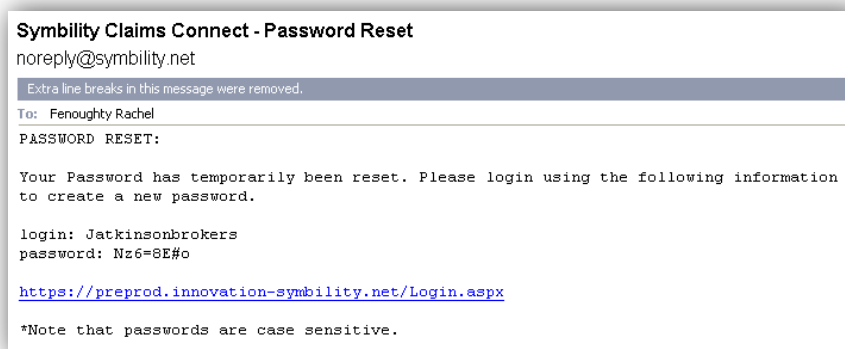 Symbility Claims Connect - Password Reset
noreply@symbility.net
Extra line breaks in this message were removed.
To: Fenoughty Rachel
PASSWORD RESET:
Your Password has temporarily been reset. Please login using the following information
to create a new password.
login: Jatkinsonbrokers
password: Nz6=8E#o
https://preprod.innovation-symbility.net/Login.aspx
*Note that passwords are case sensitive.